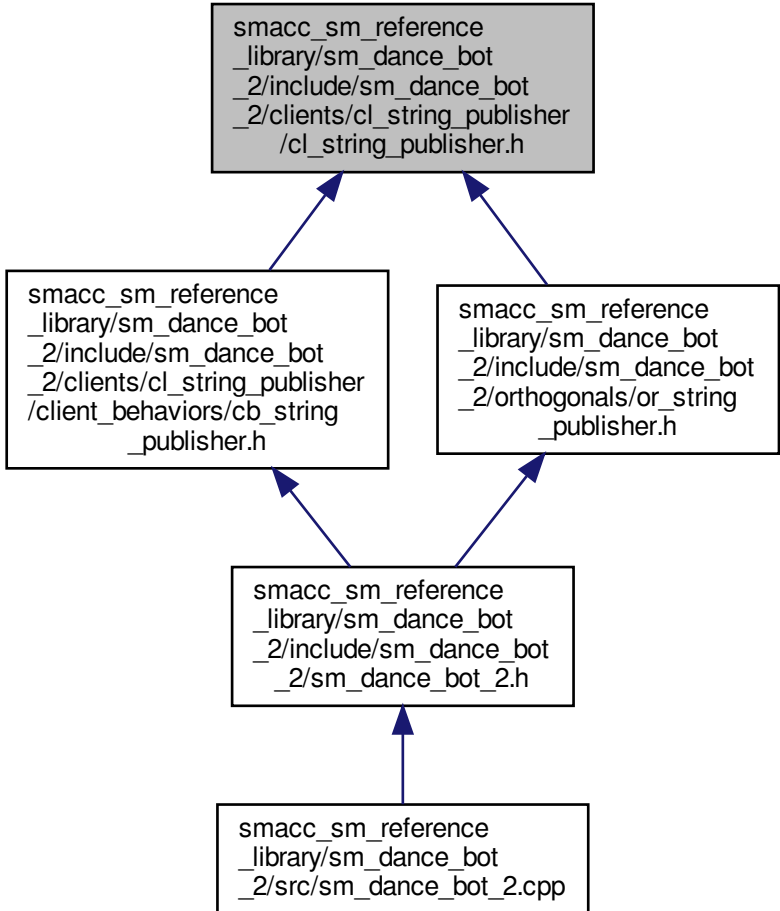 smacc_sm_reference
_library/sm_dance_bot
_2/include/sm_dance_bot
_2/clients/cl_string_publisher
/cl_string_publisher.h
smacc_sm_reference
_library/sm_dance_bot
_2/include/sm_dance_bot
_2/clients/cl_string_publisher
/client_behaviors/cb_string
_publisher.h
smacc_sm_reference
_library/sm_dance_bot
_2/include/sm_dance_bot
_2/orthogonals/or_string
_publisher.h
smacc_sm_reference
_library/sm_dance_bot
_2/include/sm_dance_bot
_2/sm_dance_bot_2.h
smacc_sm_reference
_library/sm_dance_bot
_2/src/sm_dance_bot_2.cpp